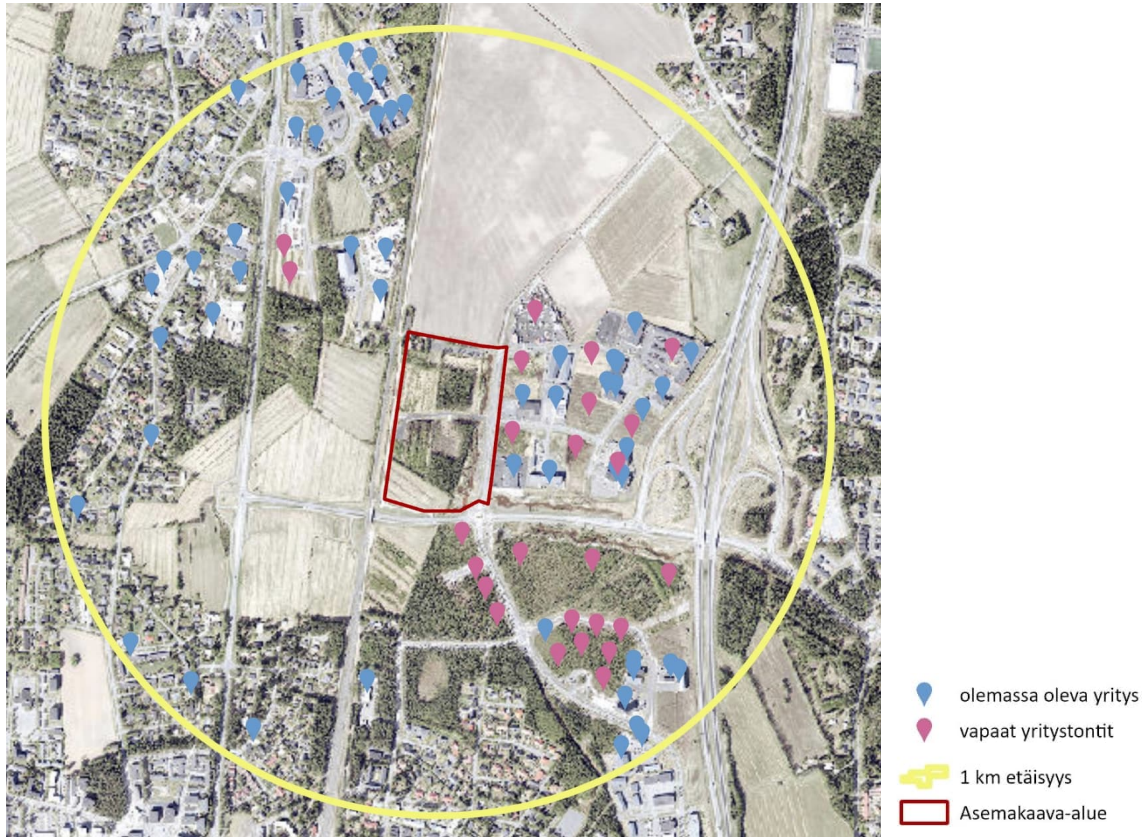 olemassa oleva yritys
vapaat yritystontit
1 km etäisyys
Asemakaava-alue